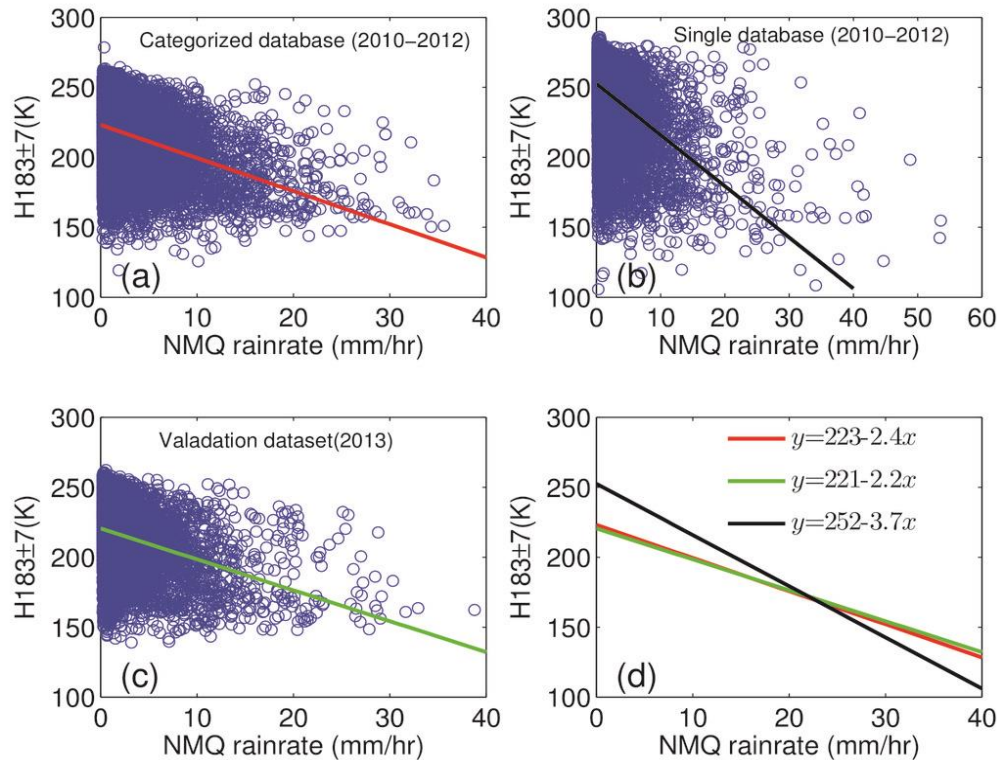 Categorized database (2010−2012)
H183±7(K)
300
250
200
150
100
(a)
0 10 20 30 40
NMQ rainrate (mm/hr)
Single database (2010−2012)
H183±7(K)
300
250
200
150
100
(b)
0 10 20 30 40 50 60
NMQ rainrate (mm/hr)
Valadation dataset(2013)
H183±7(K)
300
250
200
150
100
(c)
0 10 20 30 40
NMQ rainrate (mm/hr)
H183±7(K)
300
250
200
150
100
y=223-2.4x
y=221-2.2x
y=252-3.7x
(d)
0 10 20 30 40
NMQ rainrate (mm/hr)